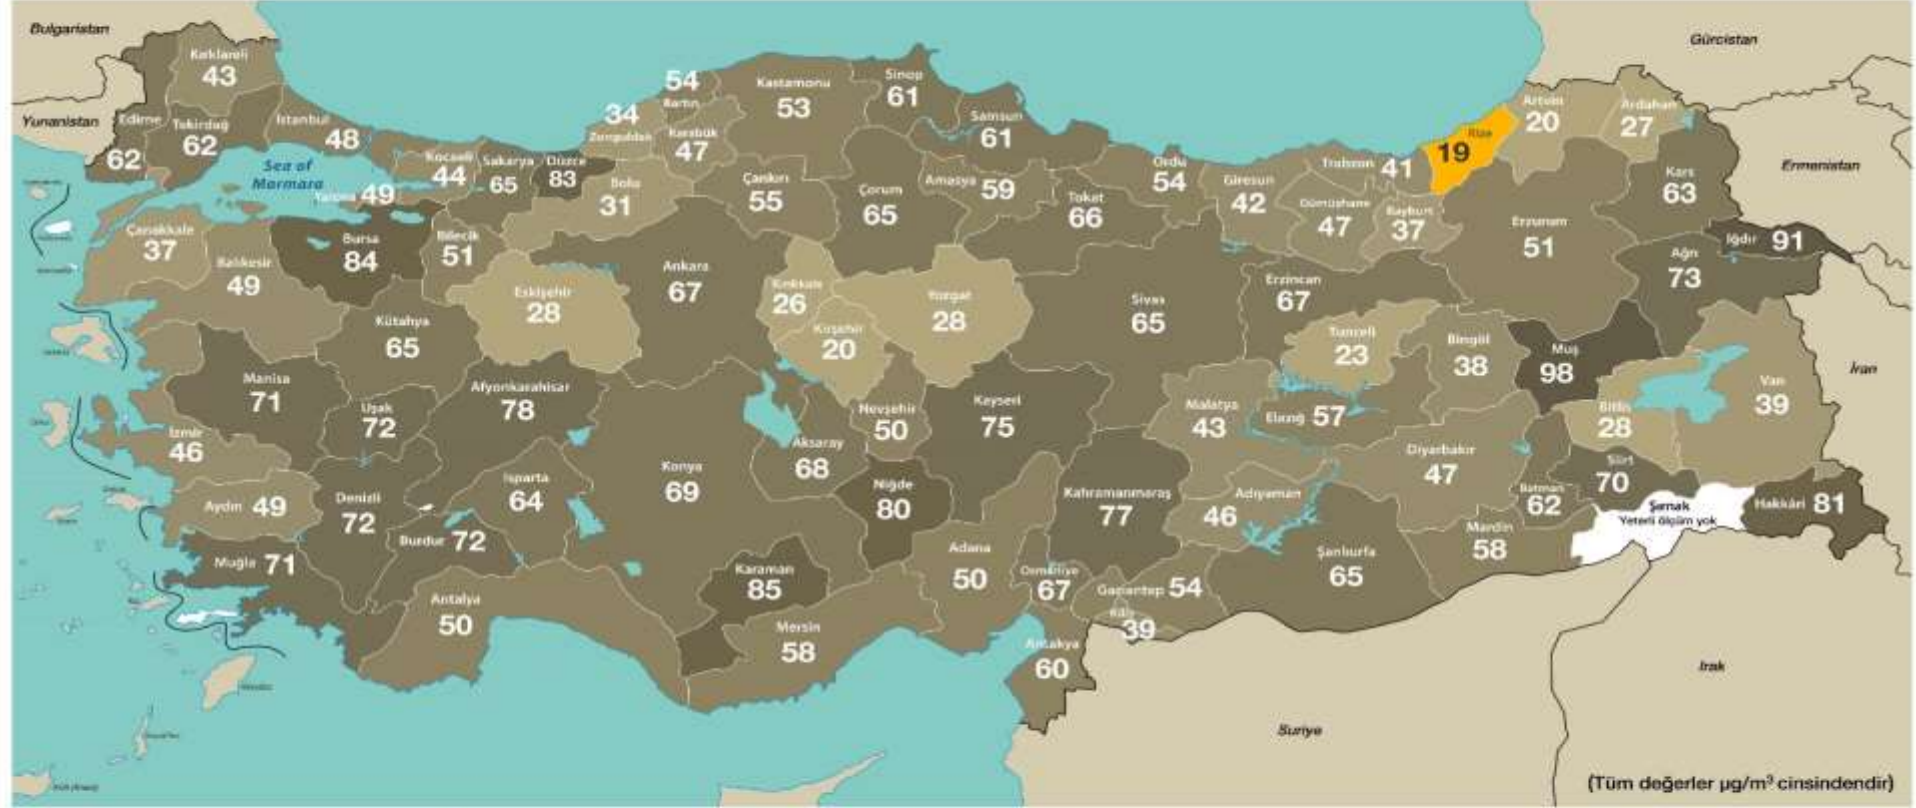 Bulgaristan
Gürcistan
Kırklareli
43
54
Bartın
Kastamonu
53
Sinop
61
Artvin
20
Ardahan
27
Yunanistan
Edirne
62
Tekirdağ
62
İstanbul
48
34
Zonguldak
Karabük
47
Samsun
61
Rize
19
Ermenistan
Sea of
Marmara
Kocaeli
44
Sakarya
65
Düzce
83
Yalova 49
Bolu
31
Çankırı
55
Çorum
65
Amasya 59
Tokat
66
Ordu
54
Giresun
42
Trabzon 41
Gümüşhane
47
Bayburt
37
Kars
63
Çanakkale
37
Balıkesir
49
Bursa
84
Bilecik
51
Erzurum
51
Iğdır 91
Ağrı
73
Eskişehir
28
Ankara
67
Kırıkkale
26
Yozgat
28
Sivas
65
Erzincan
67
Kütahya
65
Kırşehir
20
Tunceli
23
Bingöl
38
Muş
98
İran
Manisa
71
Uşak
72
Afyonkarahisar
78
Nevşehir
50
Kayseri
75
Malatya
43
Elazığ 57
Bitlis
28
Van
39
İzmir
46
Aksaray
68
Diyarbakır
47
Aydın 49
Denizli
72
Isparta
64
Konya
69
Niğde
80
Kahramanmaraş
77
Adıyaman
46
Batman
62
Siirt
70
Şırnak
Yeterli ölçüm yok
Hakkâri 81
Muğla 71
Burdur 72
Adana
50
Osmaniye
67
Gaziantep 54
Şanlıurfa
65
Mardin
58
Antalya
50
Karaman
85
Mersin
58
Kilis
39
Antakya
60
Irak
Suriye
(Tüm değerler µg/m³ cinsindendir)